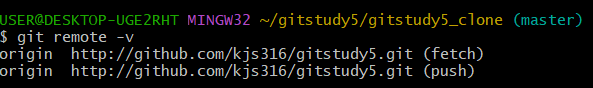 USER@DESKTOP-UGE2RHT MINGW32 ~/gitstudy5/gitstudy5_clone (master)
$ git remote -v
origin  http://github.com/kjs316/gitstudy5.git (fetch)
origin  http://github.com/kjs316/gitstudy5.git (push)